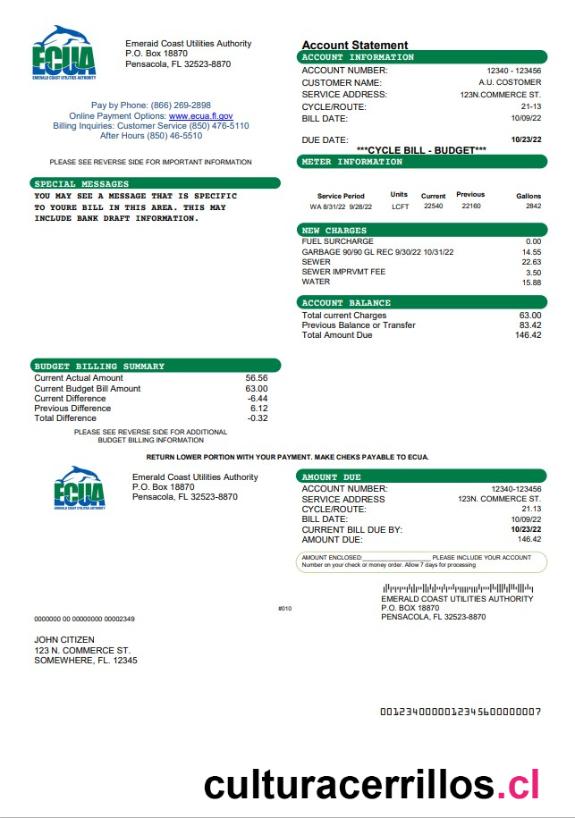 ECUA
EMERALD COAST UTILITIES AUTHORITY
Emerald Coast Utilities Authority
P.O. Box 18870
Pensacola, FL 32523-8870
Pay by Phone: (866) 269-2898
Online Payment Options: www.ecua.fl.gov
Billing Inquiries: Customer Service (850) 476-5110
After Hours (850) 46-5510
PLEASE SEE REVERSE SIDE FOR IMPORTANT INFORMATION
Account Statement
ACCOUNT INFORMATION
ACCOUNT NUMBER: 12340 - 123456
CUSTOMER NAME: A.U. COSTOMER
SERVICE ADDRESS: 123N.COMMERCE ST.
CYCLE/ROUTE: 21-13
BILL DATE: 10/09/22
DUE DATE: 10/23/22
***CYCLE BILL - BUDGET***
METER INFORMATION
Service Period Units Current Previous Gallons
WA 8/31/22 9/28/22 LCFT 22540 22160 2842
SPECIAL MESSAGES
YOU MAY SEE A MESSAGE THAT IS SPECIFIC
TO YOURE BILL IN THIS AREA. THIS MAY
INCLUDE BANK DRAFT INFORMATION.
NEW CHARGES
FUEL SURCHARGE 0.00
GARBAGE 90/90 GL REC 9/30/22 10/31/22 14.55
SEWER 22.63
SEWER IMPRVMT FEE 3.50
WATER 15.88
ACCOUNT BALANCE
Total current Charges 63.00
Previous Balance or Transfer 83.42
Total Amount Due 146.42
BUDGET BILLING SUMMARY
Current Actual Amount 56.56
Current Budget Bill Amount 63.00
Current Difference -6.44
Previous Difference 6.12
Total Difference -0.32
PLEASE SEE REVERSE SIDE FOR ADDITIONAL
BUDGET BILLING INFORMATION
RETURN LOWER PORTION WITH YOUR PAYMENT. MAKE CHEKS PAYABLE TO ECUA.
ECUA
EMERALD COAST UTILITIES AUTHORITY
Emerald Coast Utilities Authority
P.O. Box 18870
Pensacola, FL 32523-8870
AMOUNT DUE
ACCOUNT NUMBER: 12340-123456
SERVICE ADDRESS 123N. COMMERCE ST.
CYCLE/ROUTE: 21.13
BILL DATE: 10/09/22
CURRENT BILL DUE BY: 10/23/22
AMOUNT DUE: 146.42
AMOUNT ENCLOSED:____________________ PLEASE INCLUDE YOUR ACCOUNT
Number on your check or money order. Allow 7 days for processing
EMERALD COAST UTILITIES AUTHORITY
P.O. BOX 18870
PENSACOLA, FL 32523-8870
#010
0000000 00 00000000 00002349
JOHN CITIZEN
123 N. COMMERCE ST.
SOMEWHERE, FL. 12345
0012340000012345600000007
culturacerrillos.cl